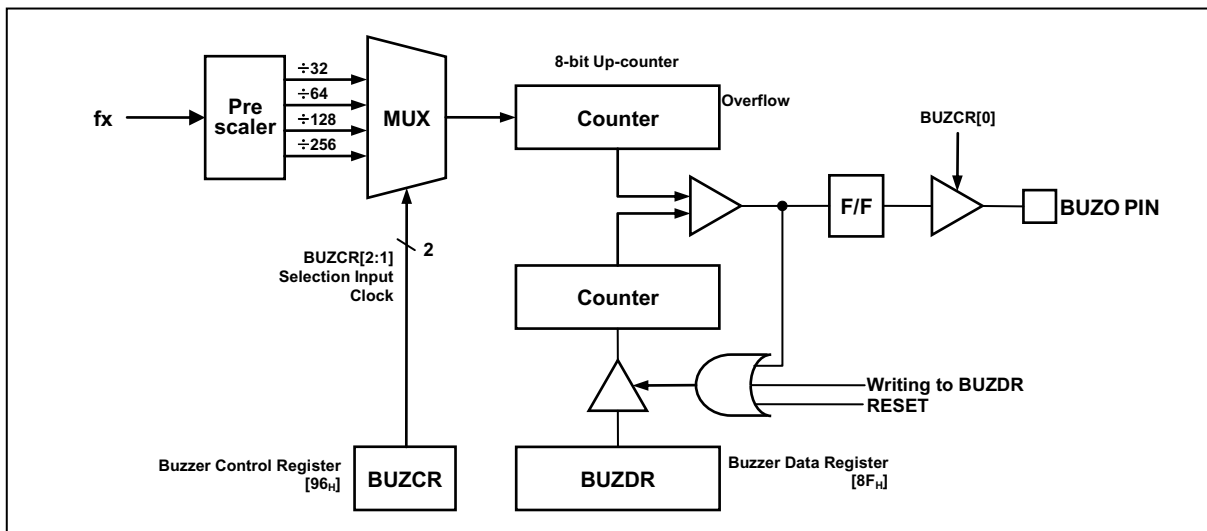 8-bit Up-counter
÷32
÷64
÷128
÷256
fx
Pre
scaler
MUX
Counter
Overflow
BUZCR[0]
F/F
BUZO PIN
2
BUZCR[2:1]
Selection Input
Clock
Counter
Writing to BUZDR
RESET
Buzzer Control Register
[96H]
BUZCR
BUZDR
Buzzer Data Register
[8FH]